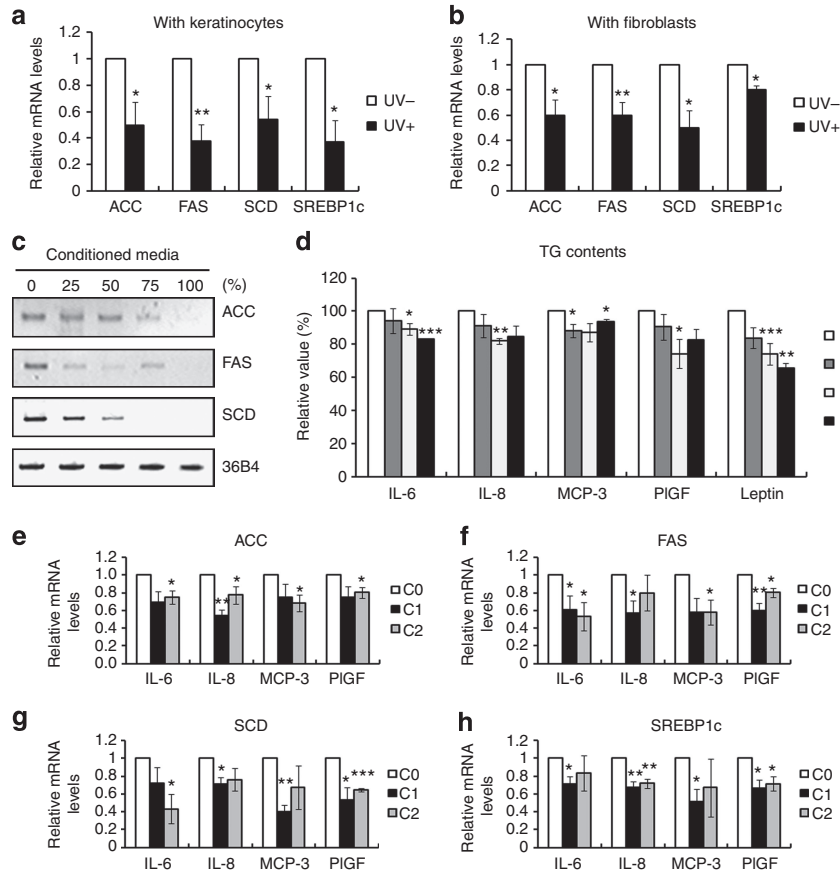 a
With keratinocytes
Relative mRNA levels
1.2
1
0.8
0.6
0.4
0.2
0
* ** * *
UV–
UV+
ACC FAS SCD SREBP1c
b
With fibroblasts
Relative mRNA levels
1.2
1
0.8
0.6
0.4
0.2
0
* ** * *
UV–
UV+
ACC FAS SCD SREBP1c
c
Conditioned media
0 25 50 75 100 (%)
ACC
FAS
SCD
36B4
d
TG contents
Relative value (%)
120
100
80
60
40
20
0
* *** ** * * * *** **
IL-6 IL-8 MCP-3 PlGF Leptin
e
ACC
Relative mRNA
levels
1.2
1.0
0.8
0.6
0.4
0.2
0.0
* ** * * *
C0
C1
C2
IL-6 IL-8 MCP-3 PlGF
f
FAS
Relative mRNA
levels
1.2
1
0.8
0.6
0.4
0.2
0
* * * * ** *
C0
C1
C2
IL-6 IL-8 MCP-3 PlGF
g
SCD
Relative mRNA
levels
1.2
1
0.8
0.6
0.4
0.2
0
* * ** * ***
C0
C1
C2
IL-6 IL-8 MCP-3 PlGF
h
SREBP1c
Relative mRNA
levels
1.2
1
0.8
0.6
0.4
0.2
0
* ** ** * * *
C0
C1
C2
IL-6 IL-8 MCP-3 PlGF